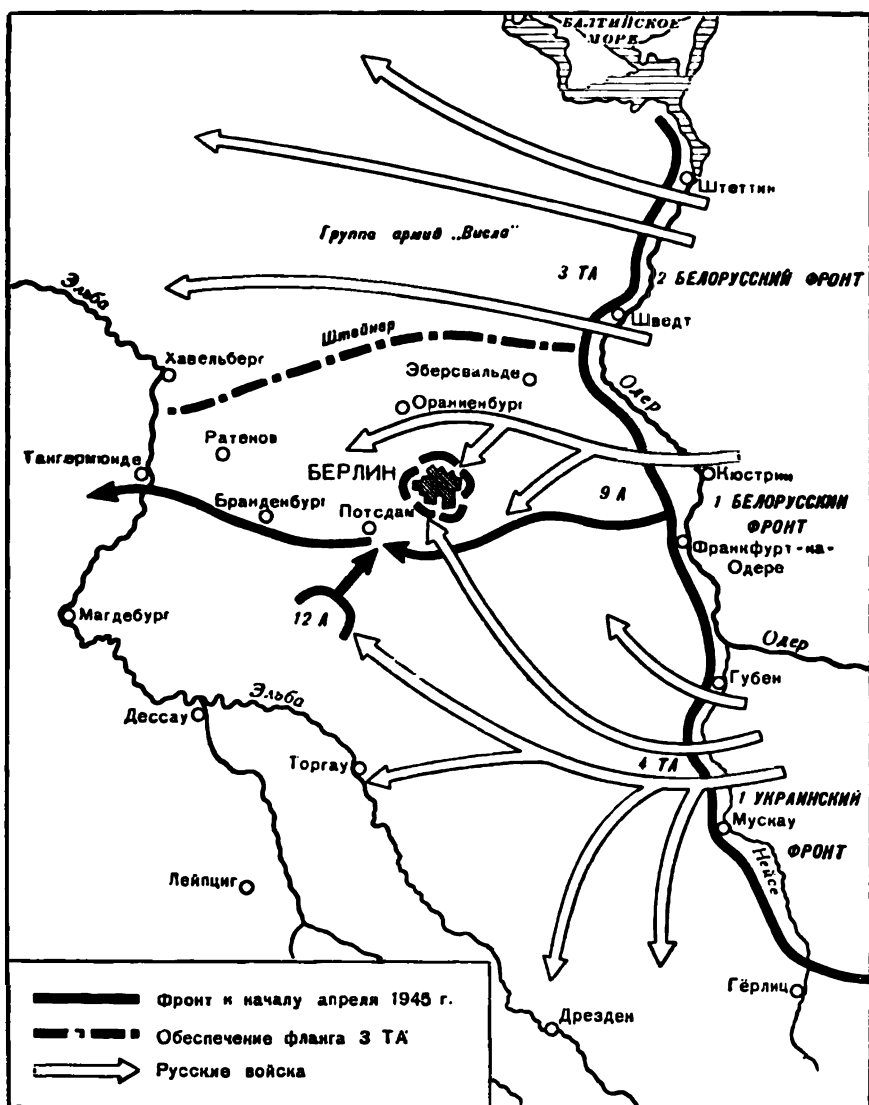 БАЛТИЙСКОЕ
МОРЕ
Штеттин
Группа армид „Висла"
3 ТА
2 БЕЛОРУССКИЙ ФРОНТ
Эльба
Шведт
Штейнер
Хавельберг
Эберсвальде
Одер
Ораниенбург
Ратенов
Тангермюнде
БЕРЛИН
Кюстрин
9 А
1 БЕЛОРУССКИЙ
ФРОНТ
Бранденбург
Потсдам
Франкфурт-на-
Одере
12 А
Магдебург
Одер
Губен
Эльба
Дессау
Торгау
4 ТА
1 УКРАИНСКИЙ
Мускау
ФРОНТ
Нейсе
Лейпциг
Гёрлиц
Дрезден
Фронт к началу апреля 1945 г.
Обеспечение фланга 3 ТА
Русские войска